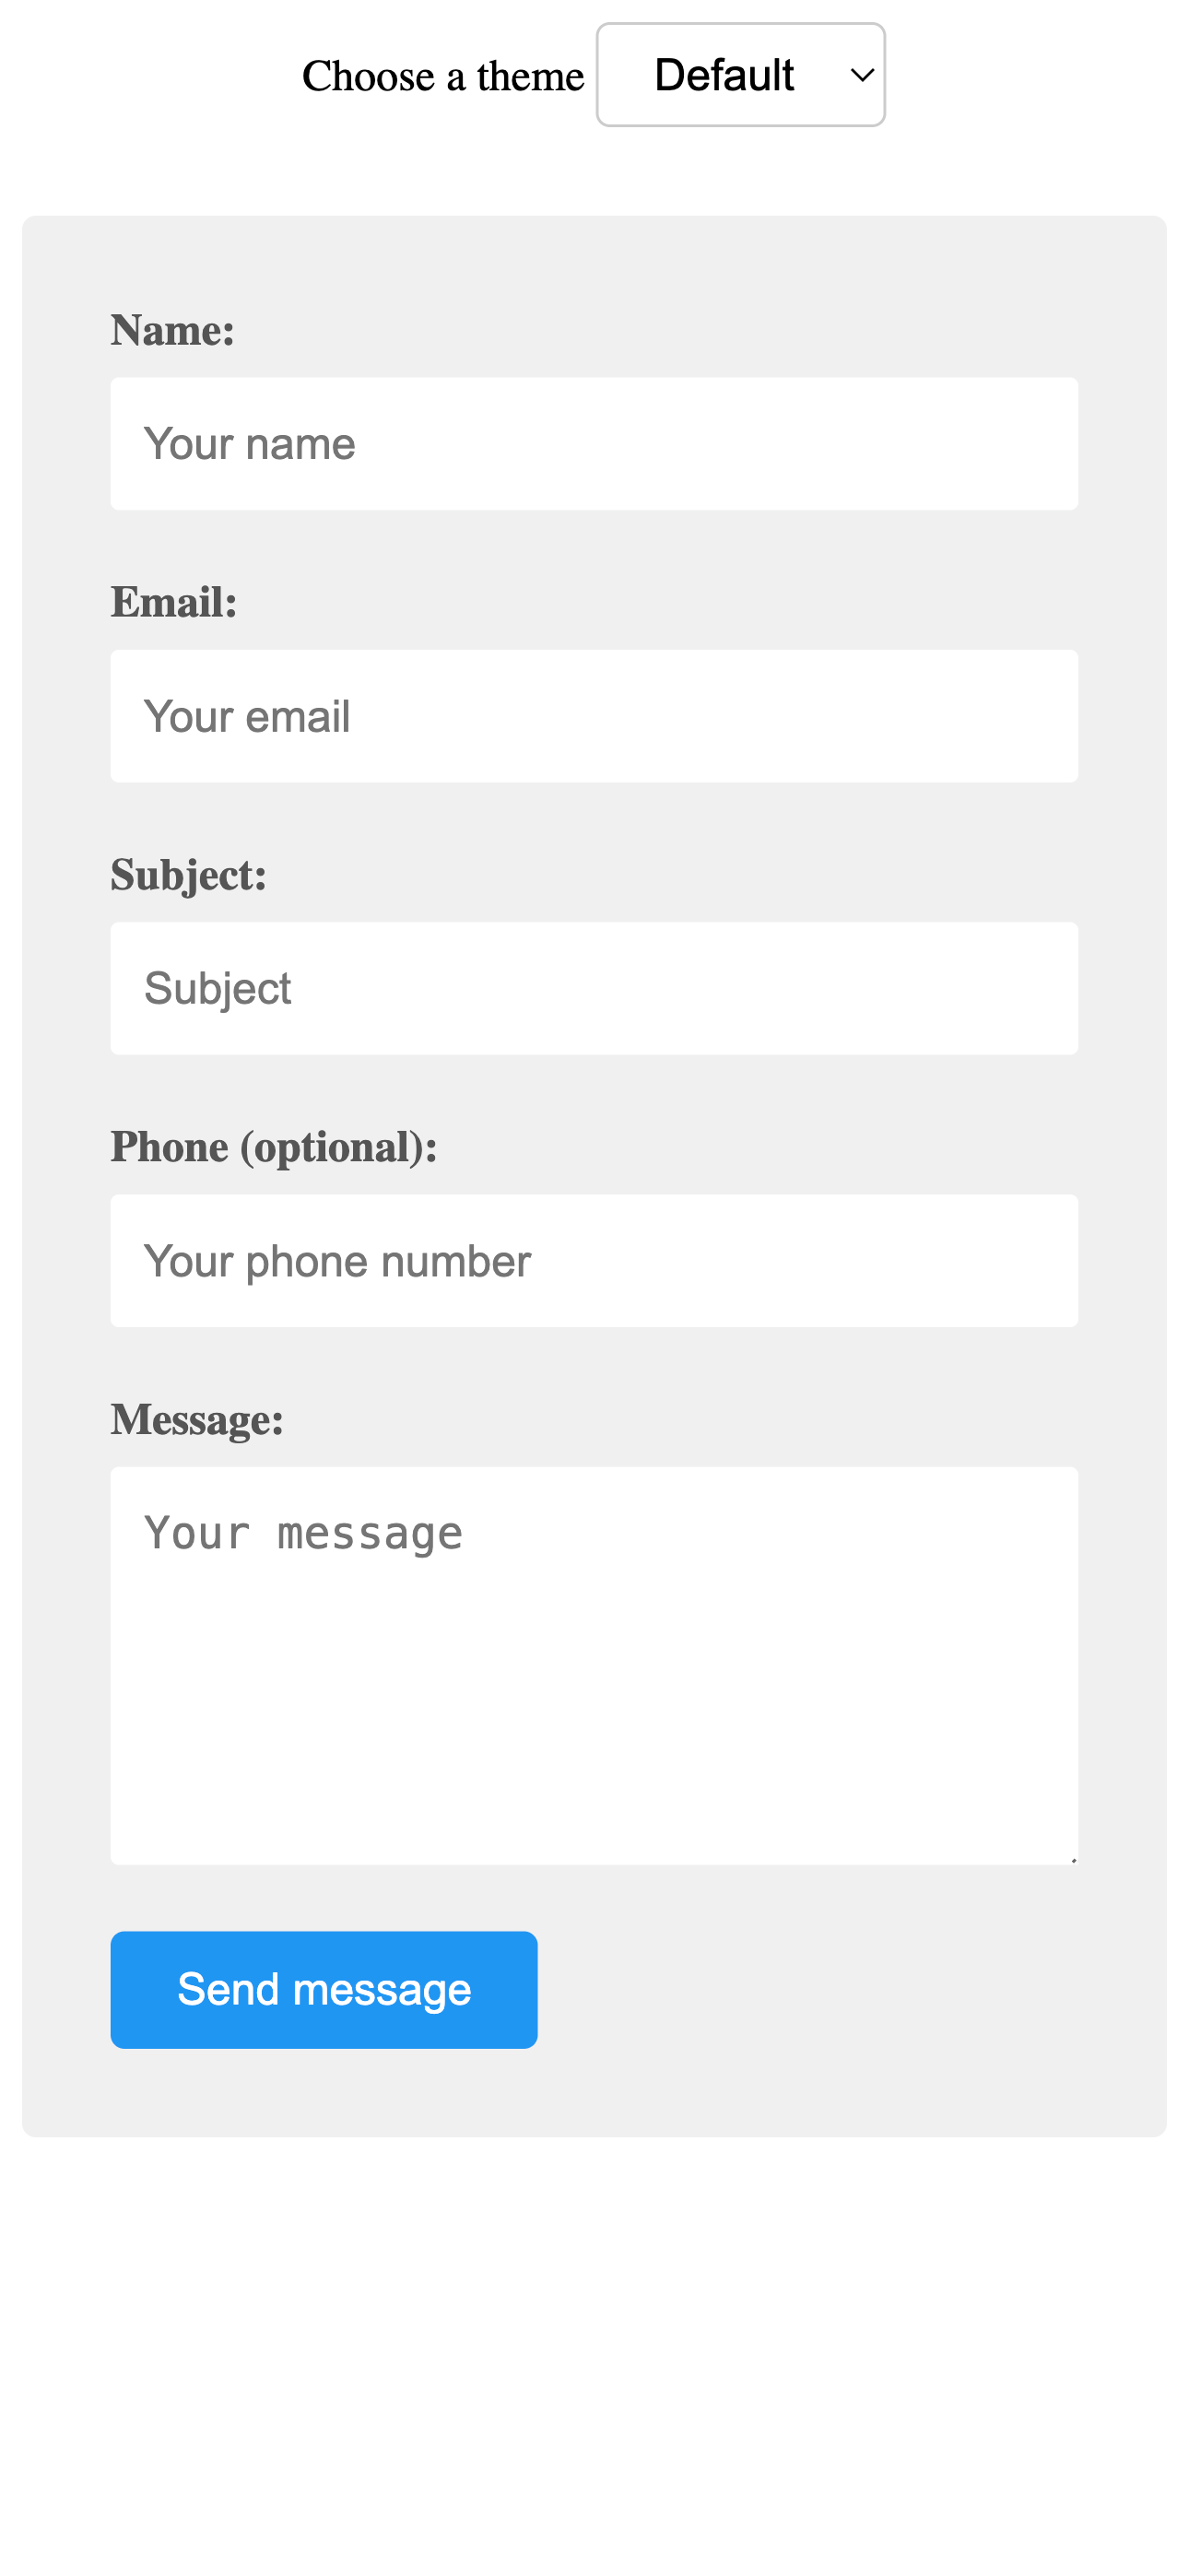 Choose a theme Default
Name:
Your name
Email:
Your email
Subject:
Subject
Phone (optional):
Your phone number
Message:
Your message
Send message